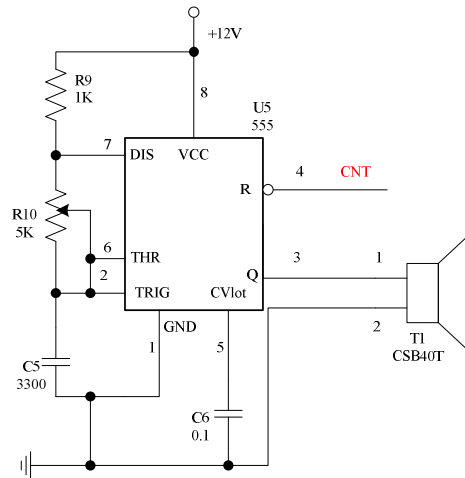 +12V
R9
1K
8
U5
555
7
DIS
VCC
4
CNT
R
R10
5K
6
THR
3
1
2
TRIG
Q
CVlot
GND
1
5
2
T1
CSB40T
C5
3300
C6
0.1